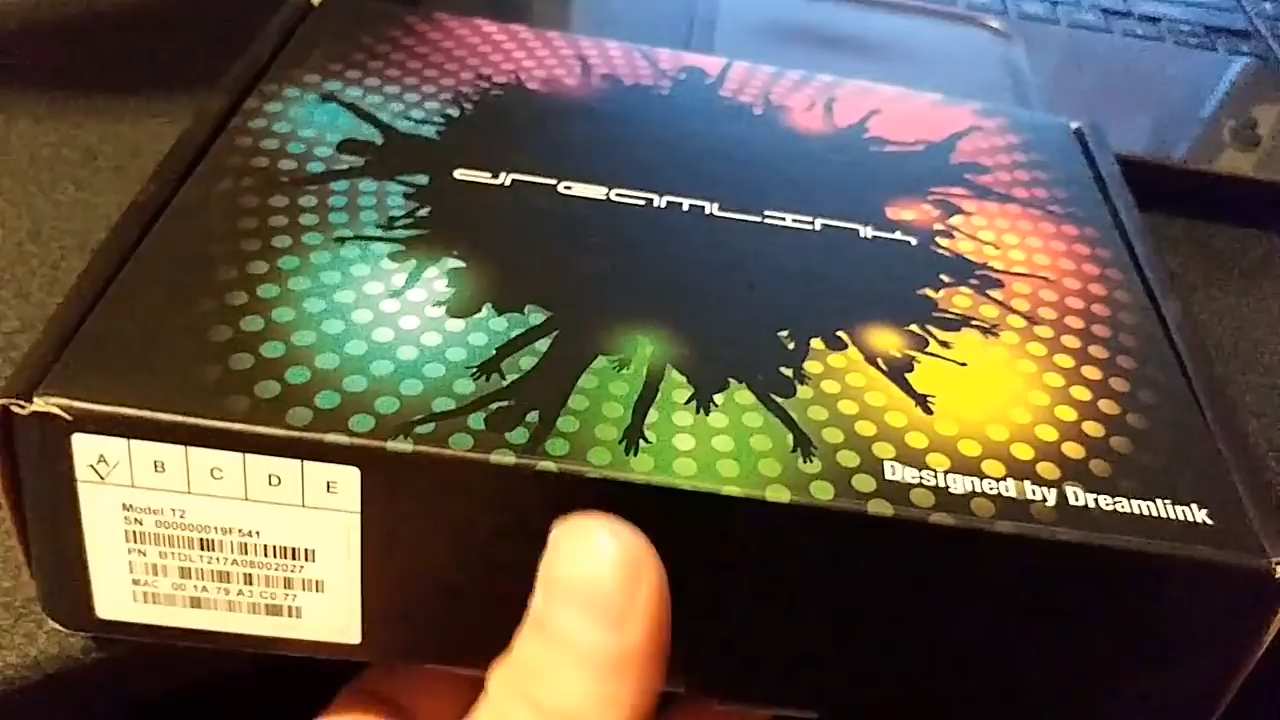 dreamlink
Designed by Dreamlink
A B C D E
Model T2
SN 000000019F541
PN BTDLT217A08002027
MAC 00:1A:79:A3:C0:77